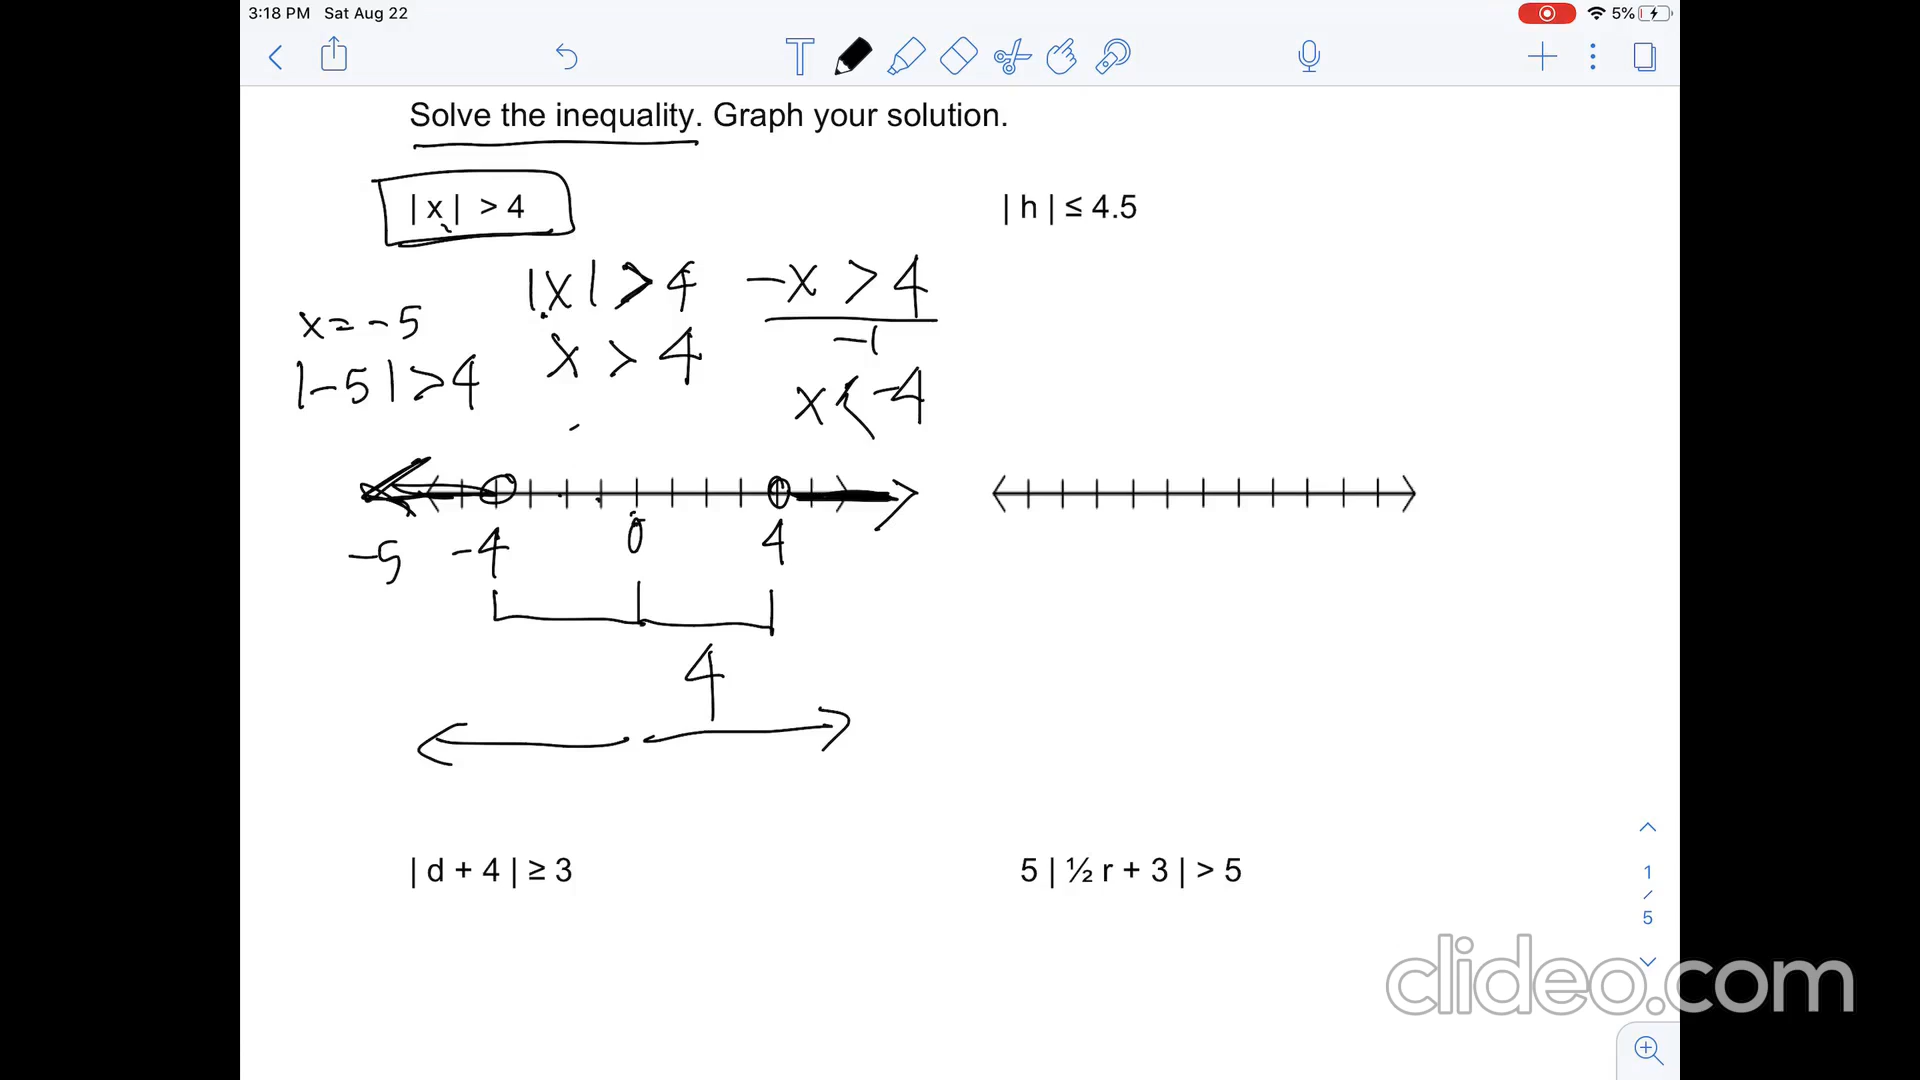 3:18 PM Sat Aug 22
5%
Solve the inequality. Graph your solution.
| x | > 4
| h | ≤ 4.5
|x| > 4
-x > 4
-1
x = -5
x > 4
|-5| > 4
x < -4
-5 -4 0 4
4
| d + 4 | ≥ 3
5 | ½ r + 3 | > 5
1
/
5
clideo.com